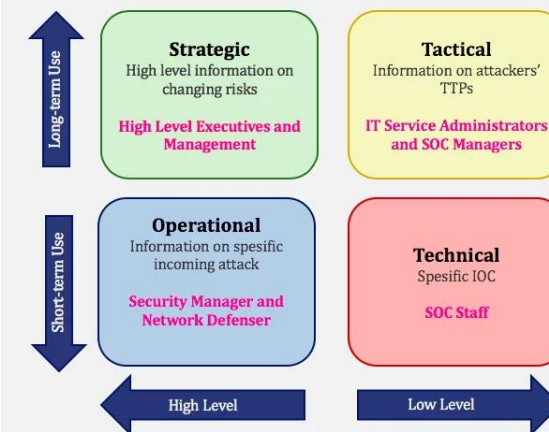 Long-term Use
Strategic
High level information on
changing risks
High Level Executives and
Management
Tactical
Information on attackers'
TTPs
IT Service Administrators
and SOC Managers
Short-term Use
Operational
Information on spesific
incoming attack
Security Manager and
Network Defenser
Technical
Spesific IOC
SOC Staff
High Level
Low Level